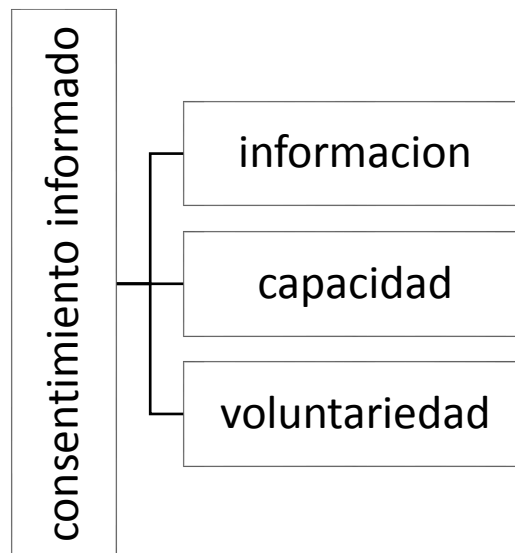 consentimiento informado
informacion
capacidad
voluntariedad